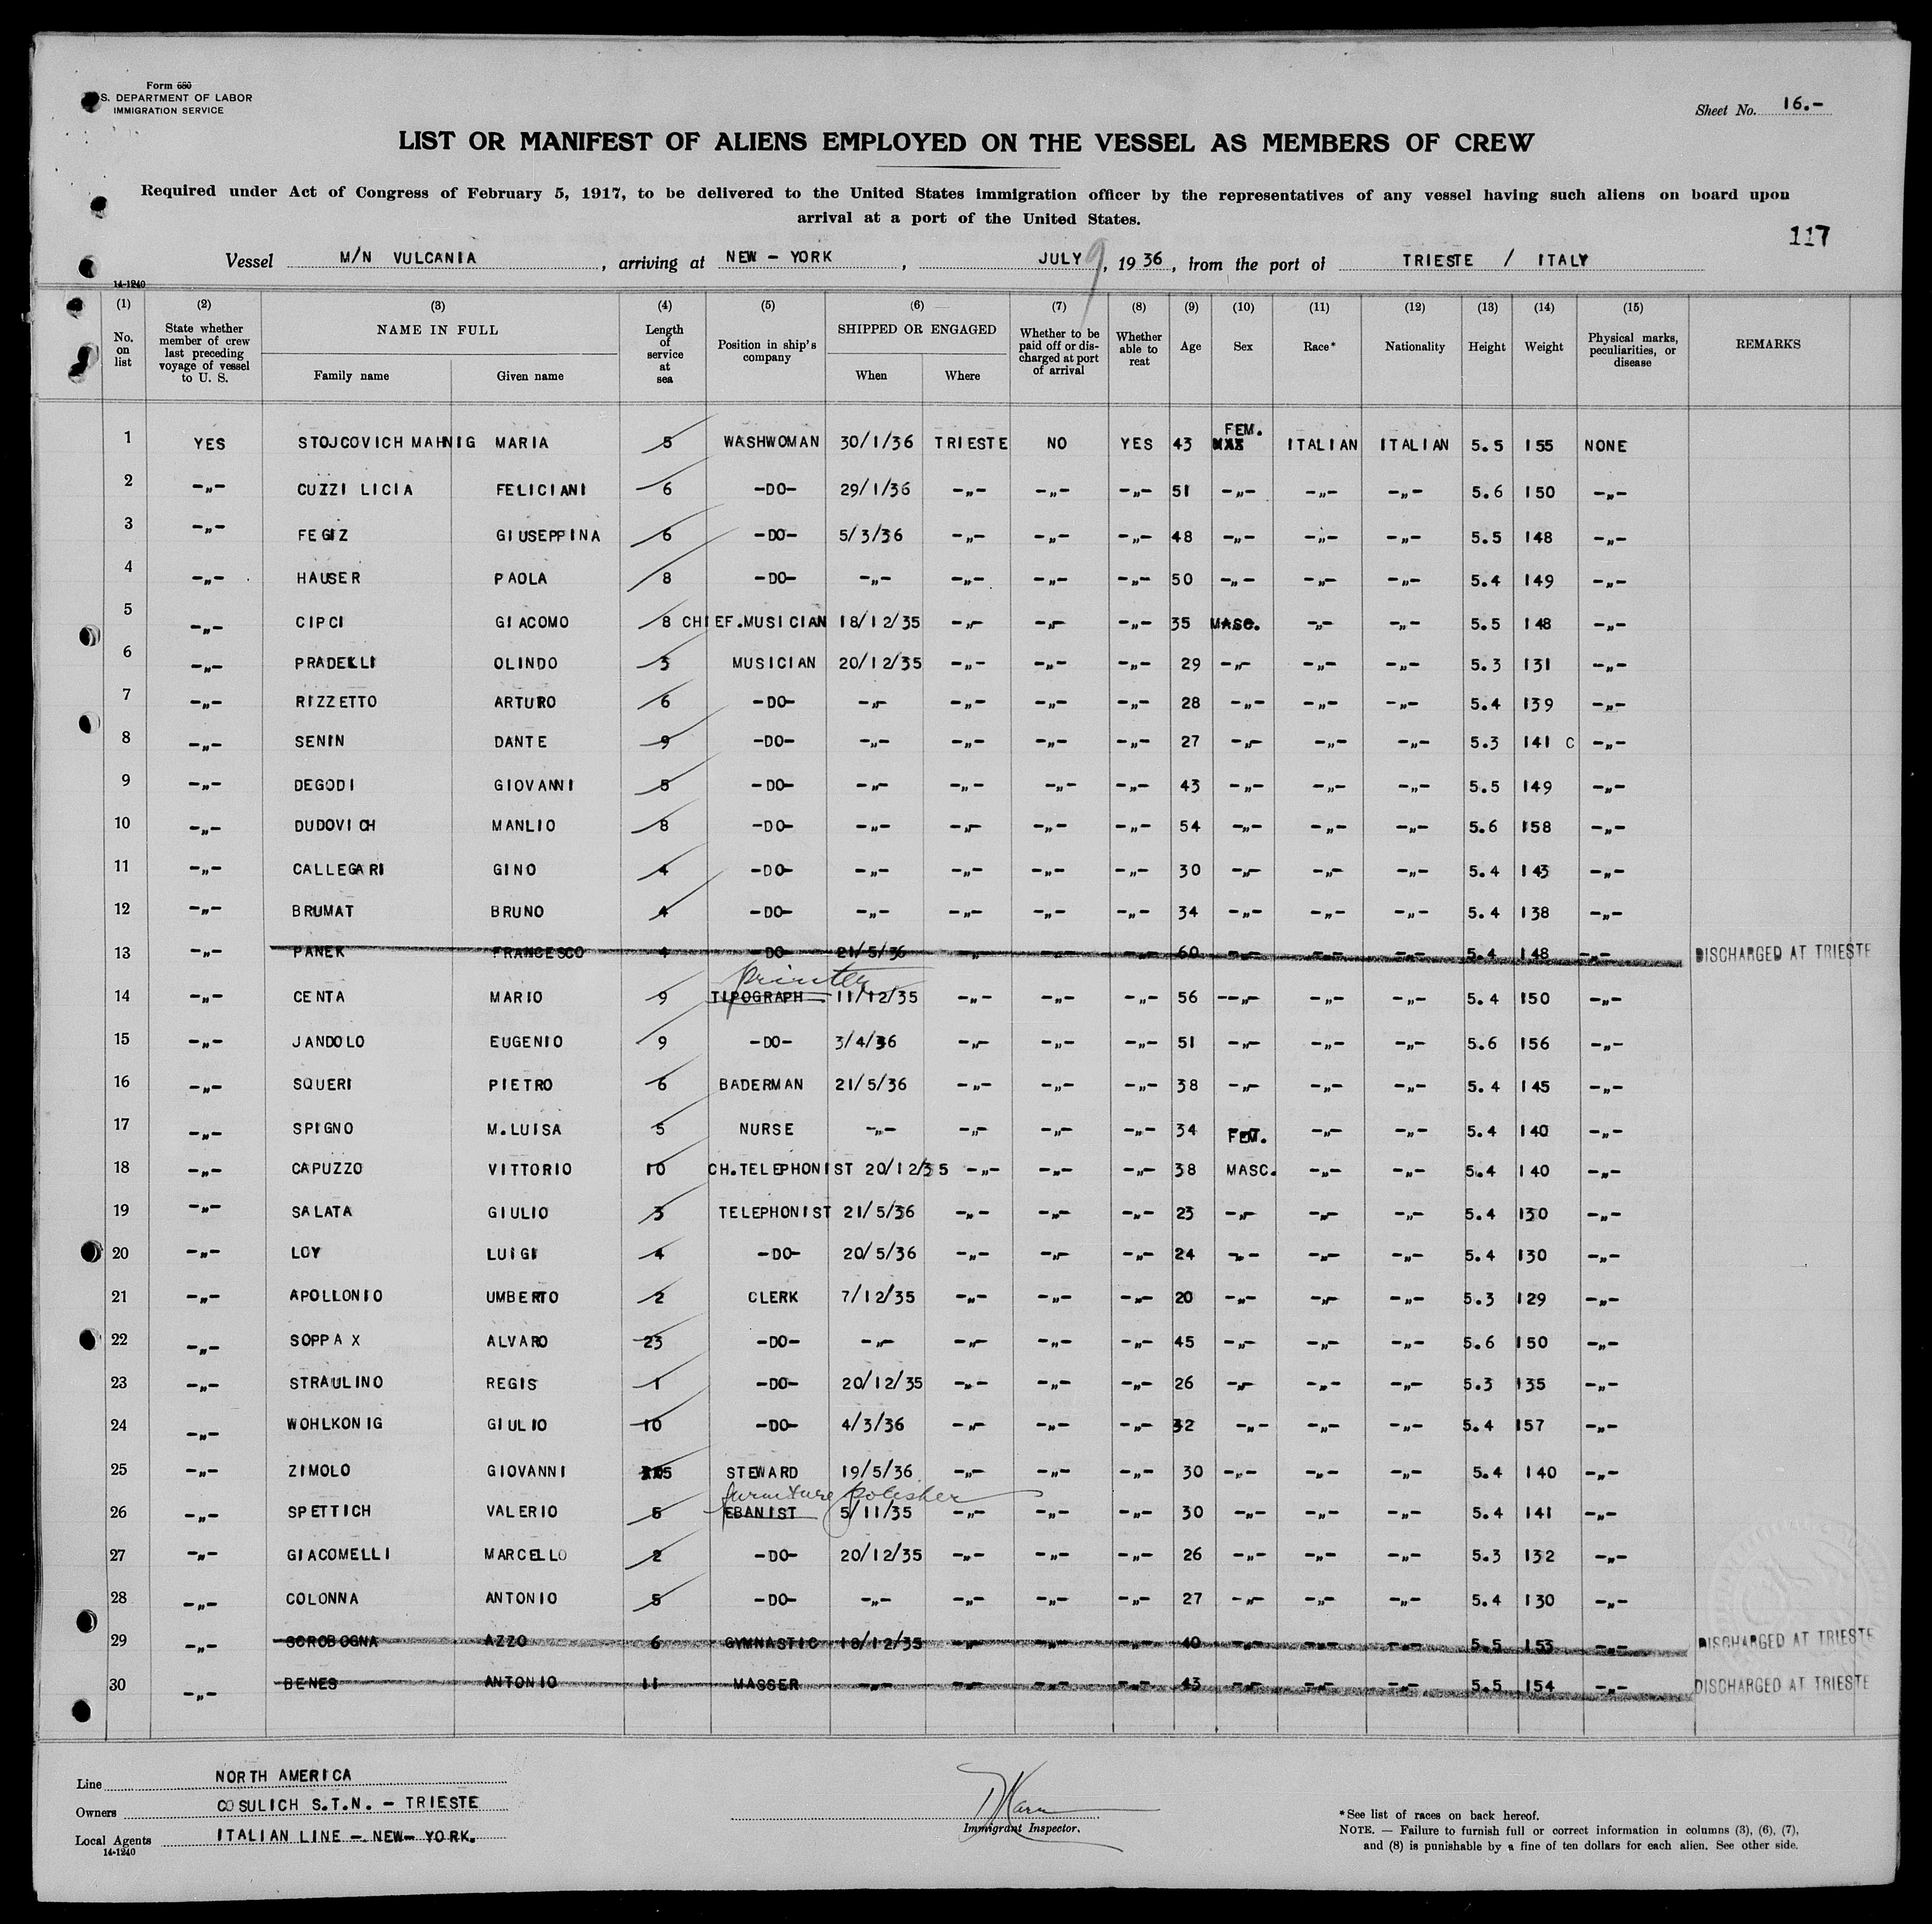 Form 680
S. DEPARTMENT OF LABOR
IMMIGRATION SERVICE
Sheet No. 16.-
LIST OR MANIFEST OF ALIENS EMPLOYED ON THE VESSEL AS MEMBERS OF CREW
Required under Act of Congress of February 5, 1917, to be delivered to the United States immigration officer by the representatives of any vessel having such aliens on board upon
arrival at a port of the United States.
117
Vessel M/N VULCANIA, arriving at NEW - YORK, JULY 9, 1936, from the port of TRIESTE / ITALY
14-1240
(1) (2) (3) (4) (5) (6) (7) (8) (9) (10) (11) (12) (13) (14) (15)
No. on list State whether member of crew last preceding voyage of vessel to U. S. NAME IN FULL Family name Given name Length of service at sea Position in ship's company SHIPPED OR ENGAGED When Where Whether to be paid off or discharged at port of arrival Whether able to reat Age Sex Race* Nationality Height Weight Physical marks, peculiarities, or disease REMARKS
1 YES STOJCOVICH MAHNIG MARIA 5 WASHWOMAN 30/1/36 TRIESTE NO YES 43 FEM. ITALIAN ITALIAN 5.5 155 NONE
2 -„- CUZZI LICIA FELICIANI 6 -DO- 29/1/36 -„- -„- -„- 51 -„- -„- -„- 5.6 150 -„-
3 -„- FEGIZ GIUSEPPINA 6 -DO- 5/3/36 -„- -„- -„- 48 -„- -„- -„- 5.5 148 -„-
4 -„- HAUSER PAOLA 8 -DO- -„- -„- -„- -„- 50 -„- -„- -„- 5.4 149 -„-
5 -„- CIPCI GIACOMO 8 CHIEF.MUSICIAN 18/12/35 -„- -„- -„- 35 MASC. -„- -„- 5.5 148 -„-
6 -„- PRADELLI OLINDO 3 MUSICIAN 20/12/35 -„- -„- -„- 29 -„- -„- -„- 5.3 131 -„-
7 -„- RIZZETTO ARTURO 6 -DO- -„- -„- -„- -„- 28 -„- -„- -„- 5.4 139 -„-
8 -„- SENIN DANTE 9 -DO- -„- -„- -„- -„- 27 -„- -„- -„- 5.3 141 C -„-
9 -„- DEGODI GIOVANNI 5 -DO- -„- -„- -„- -„- 43 -„- -„- -„- 5.5 149 -„-
10 -„- DUDOVICH MANLIO 8 -DO- -„- -„- -„- -„- 54 -„- -„- -„- 5.6 158 -„-
11 -„- CALLEGARI GINO 4 -DO- -„- -„- -„- -„- 30 -„- -„- -„- 5.4 143 -„-
12 -„- BRUMAT BRUNO 4 -DO- -„- -„- -„- -„- 34 -„- -„- -„- 5.4 138 -„-
13 -„- PANEK FRANCESCO 4 -DO- 21/5/36 -„- -„- -„- 60 -„- -„- -„- 5.4 148 -„- DISCHARGED AT TRIESTE
printer
14 -„- CENTA MARIO 9 TIPOGRAPH 11/12/35 -„- -„- -„- 56 -„- -„- -„- 5.4 150 -„-
15 -„- JANDOLO EUGENIO 9 -DO- 3/4/36 -„- -„- -„- 51 -„- -„- -„- 5.6 156 -„-
16 -„- SQUERI PIETRO 6 BADERMAN 21/5/36 -„- -„- -„- 38 -„- -„- -„- 5.4 145 -„-
17 -„- SPIGNO M.LUISA 5 NURSE -„- -„- -„- -„- 34 FEM. -„- -„- 5.4 140 -„-
18 -„- CAPUZZO VITTORIO 10 CH.TELEPHONIST 20/12/35 -„- -„- -„- 38 MASC. -„- -„- 5.4 140 -„-
19 -„- SALATA GIULIO 3 TELEPHONIST 21/5/36 -„- -„- -„- 23 -„- -„- -„- 5.4 130 -„-
20 -„- LOY LUIGI 4 -DO- 20/5/36 -„- -„- -„- 24 -„- -„- -„- 5.4 130 -„-
21 -„- APOLLONIO UMBERTO 2 CLERK 7/12/35 -„- -„- -„- 20 -„- -„- -„- 5.3 129 -„-
22 -„- SOPPA X ALVARO 23 -DO- -„- -„- -„- -„- 45 -„- -„- -„- 5.6 150 -„-
23 -„- STRAULINO REGIS 1 -DO- 20/12/35 -„- -„- -„- 26 -„- -„- -„- 5.3 135 -„-
24 -„- WOHLKONIG GIULIO 10 -DO- 4/3/36 -„- -„- -„- 32 -„- -„- -„- 5.4 157 -„-
25 -„- ZIMOLO GIOVANNI STEWARD 19/5/36 -„- -„- -„- 30 -„- -„- -„- 5.4 140 -„-
furniture polisher
26 -„- SPETTICH VALERIO 6 EBANIST 5/11/35 -„- -„- -„- 30 -„- -„- -„- 5.4 141 -„-
27 -„- GIACOMELLI MARCELLO 2 -DO- 20/12/35 -„- -„- -„- 26 -„- -„- -„- 5.3 132 -„-
28 -„- COLONNA ANTONIO 5 -DO- -„- -„- -„- -„- 27 -„- -„- -„- 5.4 130 -„-
29 -„- SCROBOGNA AZZO 6 GYMNASTIC 18/12/35 -„- -„- -„- 40 -„- -„- -„- 5.5 153 -„- DISCHARGED AT TRIESTE
30 -„- BENES ANTONIO 11 MASSER -„- -„- -„- -„- 43 -„- -„- -„- 5.5 154 -„- DISCHARGED AT TRIESTE
Line NORTH AMERICA
Owners COSULICH S.T.N. - TRIESTE
Local Agents ITALIAN LINE - NEW-YORK.
14-1240
Immigrant Inspector.
*See list of races on back hereof.
NOTE. — Failure to furnish full or correct information in columns (3), (6), (7),
and (8) is punishable by a fine of ten dollars for each alien. See other side.